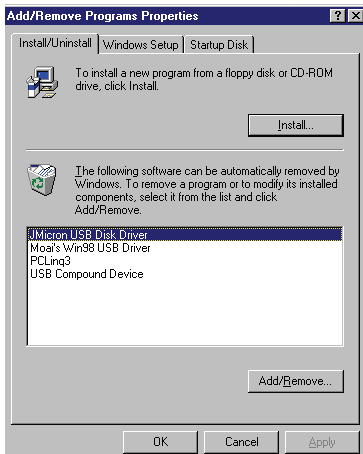 Add/Remove Programs Properties
Install/Uninstall Windows Setup Startup Disk
To install a new program from a floppy disk or CD-ROM
drive, click Install.
Install...
The following software can be automatically removed by
Windows. To remove a program or to modify its installed
components, select it from the list and click
Add/Remove.
JMicron USB Disk Driver
Moai's Win98 USB Driver
PCLinq3
USB Compound Device
Add/Remove...
OK Cancel Apply